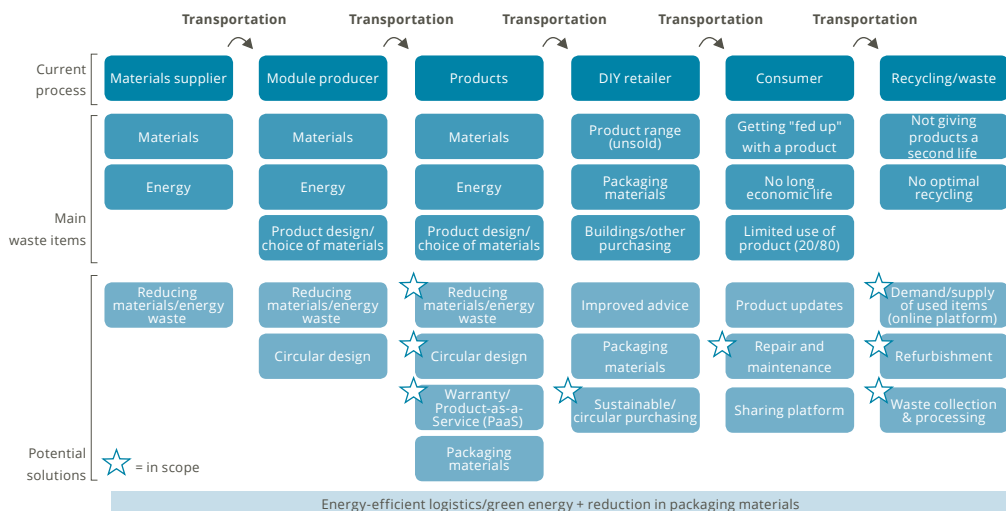 Transportation Transportation Transportation Transportation Transportation
Current
process
Materials supplier
Module producer
Products
DIY retailer
Consumer
Recycling/waste
Main
waste items
Materials
Materials
Materials
Product range
(unsold)
Getting "fed up"
with a product
Not giving
products a
second life
Energy
Energy
Energy
Packaging
materials
No long
economic life
No optimal
recycling
Product design/
choice of materials
Product design/
choice of materials
Buildings/other
purchasing
Limited use of
product (20/80)
Potential
solutions
Reducing
materials/energy
waste
Reducing
materials/energy
waste
Reducing
materials/energy
waste
Improved advice
Product updates
Demand/supply
of used items
(online platform)
Circular design
Circular design
Packaging
materials
Repair and
maintenance
Refurbishment
Warranty/
Product-as-a-
Service (PaaS)
Sustainable/
circular purchasing
Sharing platform
Waste collection
& processing
Packaging
materials
= in scope
Energy-efficient logistics/green energy + reduction in packaging materials